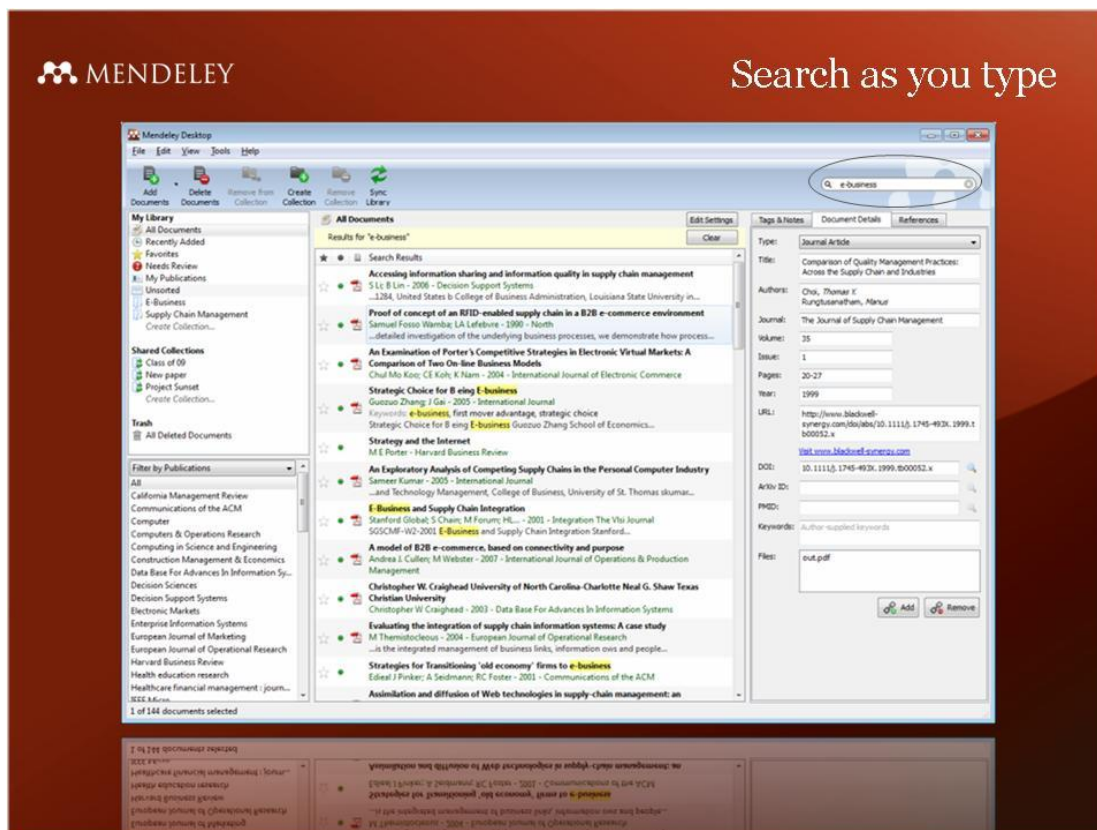 MENDELEY
Search as you type
Mendeley Desktop
File Edit View Tools Help
Add Documents
Delete Documents
Remove from Collection
Create Collection
Remove Collection
Sync Library
e-business
My Library
All Documents
Recently Added
Favorites
Needs Review
My Publications
Unsorted
E-Business
Supply Chain Management
Create Collection...
Shared Collections
Class of 09
New paper
Project Sunset
Create Collection...
Trash
All Deleted Documents
Filter by Publications
All
California Management Review
Communications of the ACM
Computer
Computers & Operations Research
Computing in Science and Engineering
Construction Management & Economics
Data Base For Advances In Information Sy...
Decision Sciences
Decision Support Systems
Electronic Markets
Enterprise Information Systems
European Journal of Marketing
European Journal of Operational Research
Harvard Business Review
Health education research
Healthcare financial management : journ...
IEEE Micro
1 of 144 documents selected
All Documents
Edit Settings
Results for "e-business"
Clear
Search Results
Accessing information sharing and information quality in supply chain management
S Li; B Lin - 2006 - Decision Support Systems
...1284, United States b College of Business Administration, Louisiana State University in...
Proof of concept of an RFID-enabled supply chain in a B2B e-commerce environment
Samuel Fosso Wamba; LA Lefebvre - 1990 - North
...detailed investigation of the underlying business processes, we demonstrate how process...
An Examination of Porter's Competitive Strategies in Electronic Virtual Markets: A
Comparison of Two On-line Business Models
Chul Mo Koo; CE Koh; K Nam - 2004 - International Journal of Electronic Commerce
Strategic Choice for B eing E-business
Guozuo Zhang; J Gai - 2005 - International Journal
Keywords: e-business, first mover advantage, strategic choice
Strategic Choice for B eing E-business Guozuo Zhang School of Economics...
Strategy and the Internet
M E Porter - Harvard Business Review
An Exploratory Analysis of Competing Supply Chains in the Personal Computer Industry
Sameer Kumar - 2005 - International Journal
...and Technology Management, College of Business, University of St. Thomas skumar...
E-Business and Supply Chain Integration
Stanford Global; S Chain; M Forum; HL... - 2001 - Integration The Vlsi Journal
SGSCMF-W2-2001 E-Business and Supply Chain Integration Stanford...
A model of B2B e-commerce, based on connectivity and purpose
Andrea J. Cullen; M Webster - 2007 - International Journal of Operations & Production
Management
Christopher W. Craighead University of North Carolina-Charlotte Neal G. Shaw Texas
Christian University
Christopher W Craighead - 2003 - Data Base For Advances In Information Systems
Evaluating the integration of supply chain information systems: A case study
M Themistocleous - 2004 - European Journal of Operational Research
...is the integrated management of business links, information ows and people...
Strategies for Transitioning 'old economy' firms to e-business
Edieal J Pinker; A Seidmann; RC Foster - 2001 - Communications of the ACM
Assimilation and diffusion of Web technologies in supply-chain management: an
Tags & Notes
Document Details
References
Type: Journal Article
Title: Comparison of Quality Management Practices:
Across the Supply Chain and Industries
Authors: Choi, Thomas Y.
Rungtusanatham, Manus
Journal: The Journal of Supply Chain Management
Volume: 35
Issue: 1
Pages: 20-27
Year: 1999
URL: http://www.blackwell-
synergy.com/doi/abs/10.1111/j.1745-493X.1999.t
b00052.x
Visit www.blackwell-synergy.com
DOI: 10.1111/j.1745-493X.1999.tb00052.x
ArXiv ID:
PMID:
Keywords: Author-supplied keywords
Files: out.pdf
Add
Remove